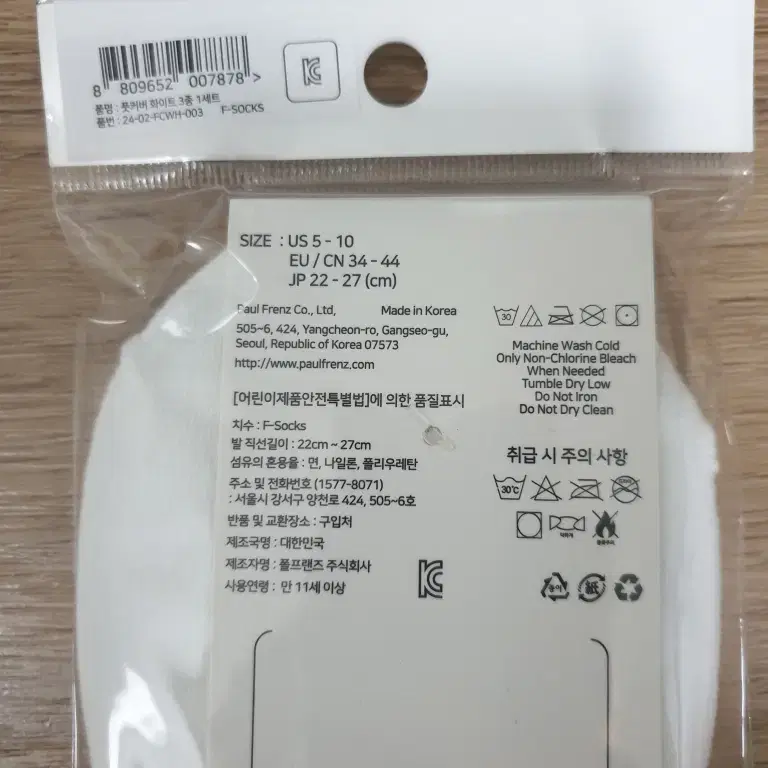 8 809652 007878 >
품명 : 풋커버 화이트 3종 1세트
품번 : 24-02-FCWH-003 F-SOCKS
SIZE : US 5 - 10
EU / CN 34 - 44
JP 22 - 27 (cm)
Paul Frenz Co., Ltd, Made in Korea
505~6, 424, Yangcheon-ro, Gangseo-gu,
Seoul, Republic of Korea 07573
http://www.paulfrenz.com
[어린이제품안전특별법]에 의한 품질표시
치수 : F-Socks
발 직선길이 : 22cm ~ 27cm
섬유의 혼용율 : 면, 나일론, 폴리우레탄
주소 및 전화번호 (1577-8071)
: 서울시 강서구 양천로 424, 505~6호
반품 및 교환장소 : 구입처
제조국명 : 대한민국
제조자명 : 폴프랜즈 주식회사
사용연령 : 만 11세 이상
30
Machine Wash Cold
Only Non-Chlorine Bleach
When Needed
Tumble Dry Low
Do Not Iron
Do Not Dry Clean
취급 시 주의 사항
30°C
종이
紙